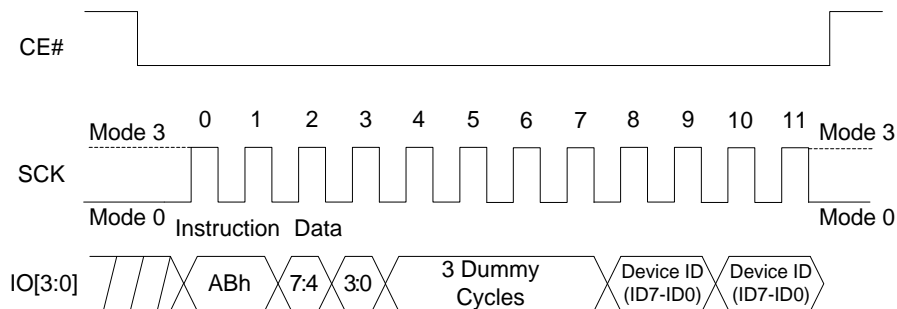 CE#
Mode 3 0 1 2 3 4 5 6 7 8 9 10 11 Mode 3
SCK
Mode 0 Mode 0
Instruction Data
IO[3:0] ABh 7:4 3:0 3 Dummy Device ID Device ID
Cycles (ID7-ID0) (ID7-ID0)